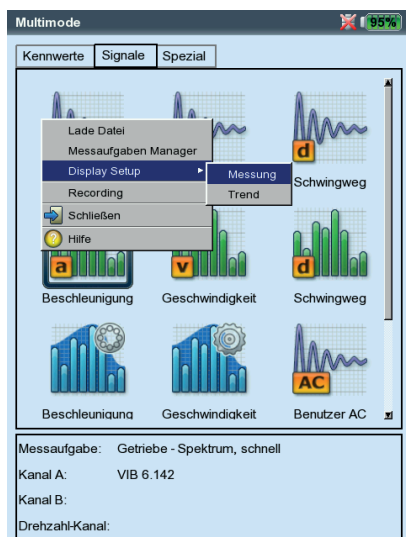 Multimode
95%
Kennwerte Signale Spezial
Lade Datei
Messaufgaben Manager
Display Setup
Recording
Schließen
Hilfe
Messung
Trend
d
Schwingweg
a
v
d
Beschleunigung Geschwindigkeit Schwingweg
AC
Beschleunigung Geschwindigkeit Benutzer AC
Messaufgabe: Getriebe - Spektrum, schnell
Kanal A: VIB 6.142
Kanal B:
Drehzahl-Kanal: